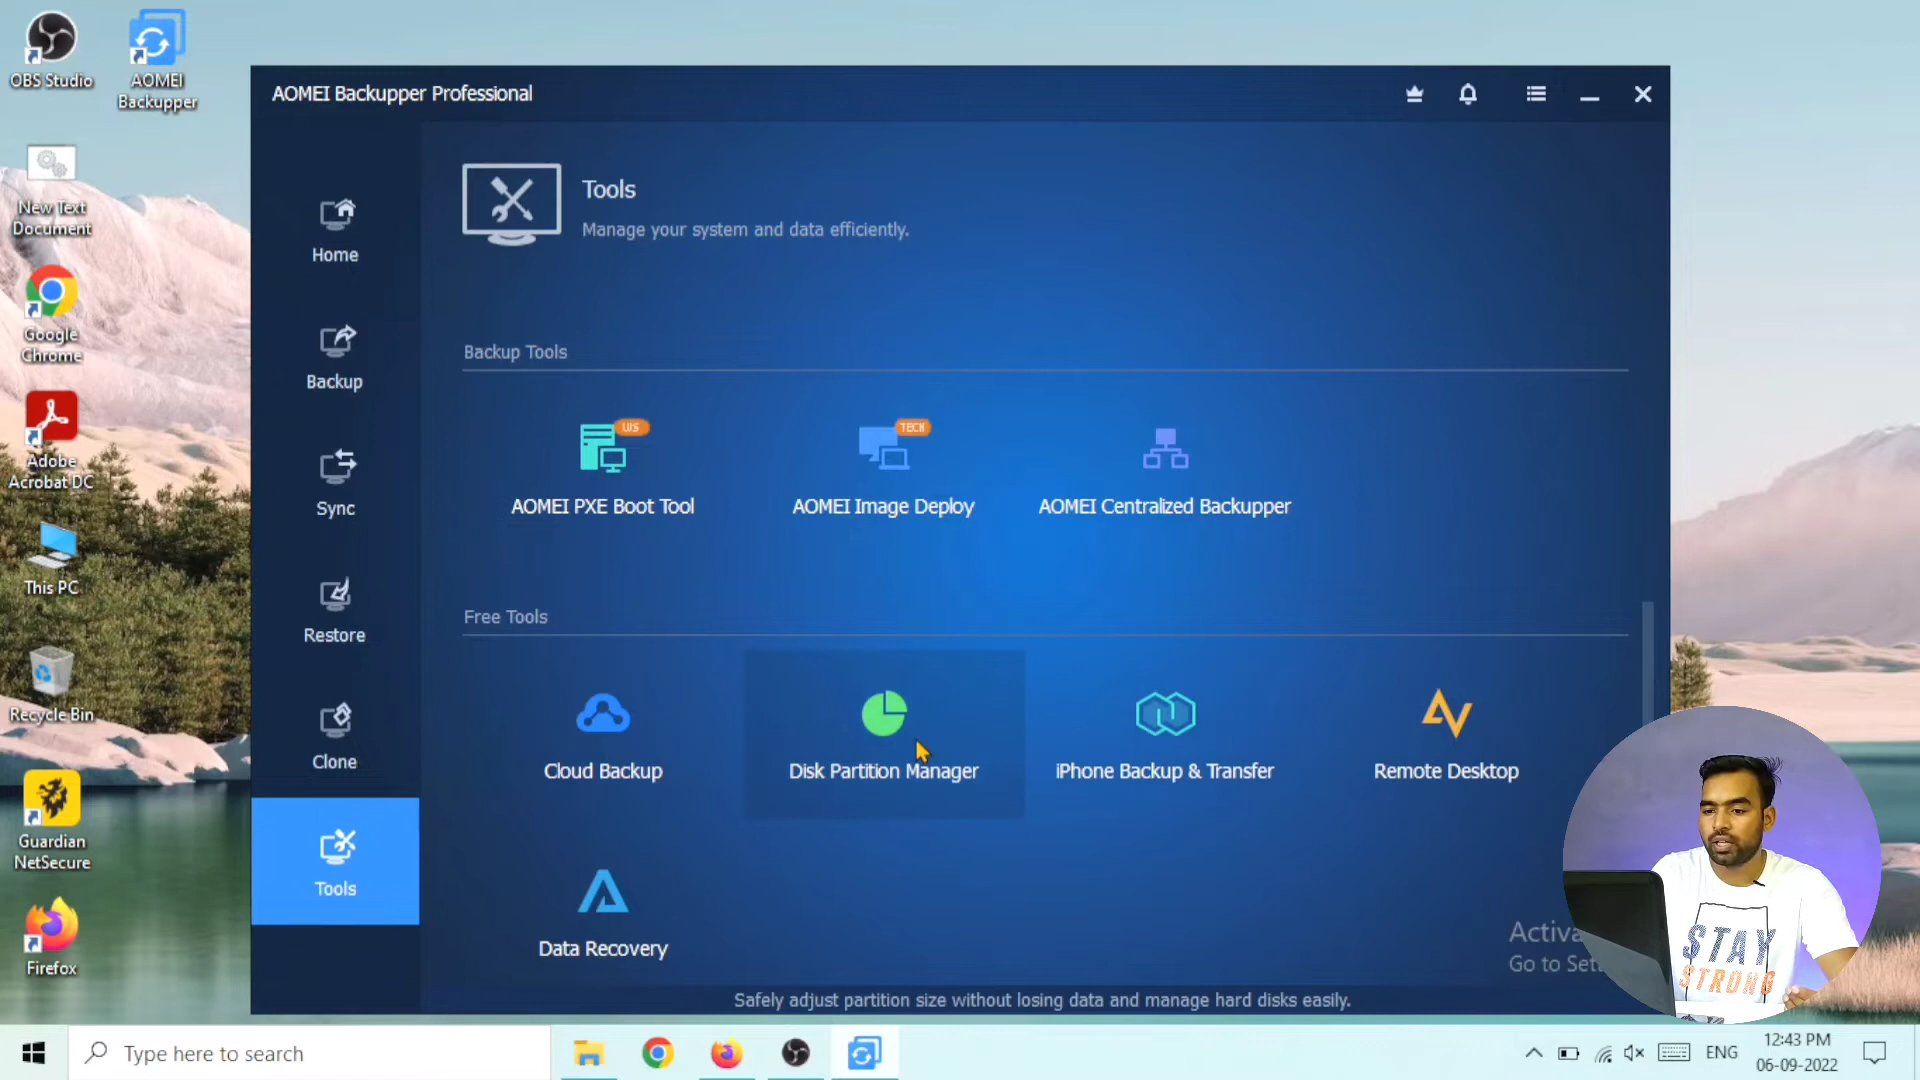 OBS Studio
AOMEI
Backupper
New Text
Document
Google
Chrome
Adobe
Acrobat DC
This PC
Recycle Bin
Guardian
NetSecure
Firefox
AOMEI Backupper Professional
Home
Backup
Sync
Restore
Clone
Tools
Tools
Manage your system and data efficiently.
Backup Tools
U/S
AOMEI PXE Boot Tool
TECH
AOMEI Image Deploy
AOMEI Centralized Backupper
Free Tools
Cloud Backup
Disk Partition Manager
iPhone Backup & Transfer
Remote Desktop
Data Recovery
Safely adjust partition size without losing data and manage hard disks easily.
Go to
STAY
STRONG
Type here to search
ENG
12:43 PM
06-09-2022